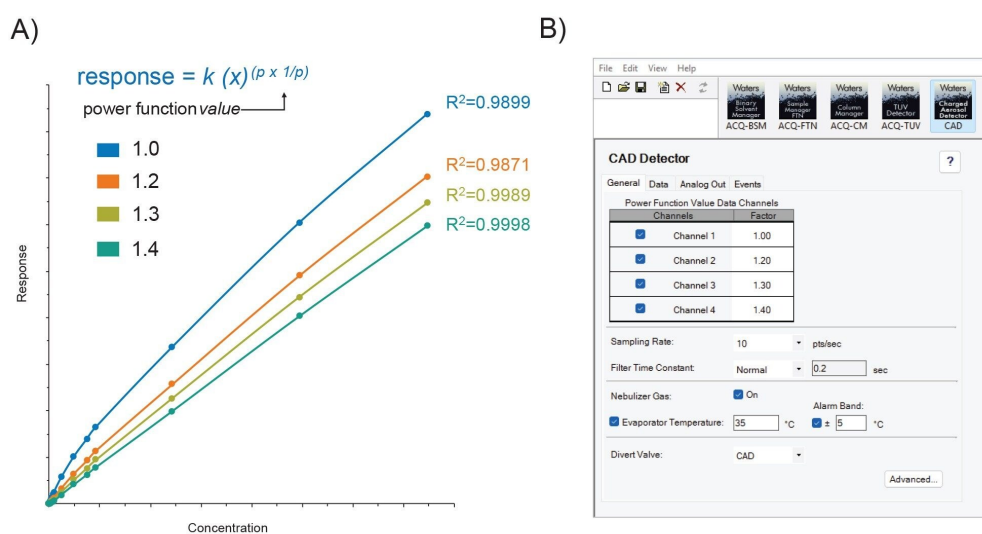 A)
response = k (x)(p x 1/p)
power function value
1.0
1.2
1.3
1.4
R2=0.9899
R2=0.9871
R2=0.9989
R2=0.9998
Response
Concentration
B)
File Edit View Help
Waters Binary Solvent Manager
ACQ-BSM
Waters Sample Manager FTN
ACQ-FTN
Waters Column Manager
ACQ-CM
Waters TUV Detector
ACQ-TUV
Waters Charged Aerosol Detector
CAD
CAD Detector
?
General Data Analog Out Events
Power Function Value Data Channels
Channels Factor
Channel 1 1.00
Channel 2 1.20
Channel 3 1.30
Channel 4 1.40
Sampling Rate: 10 pts/sec
Filter Time Constant: Normal 0.2 sec
Nebulizer Gas: On
Alarm Band:
Evaporator Temperature: 35 °C ± 5 °C
Divert Valve: CAD
Advanced...